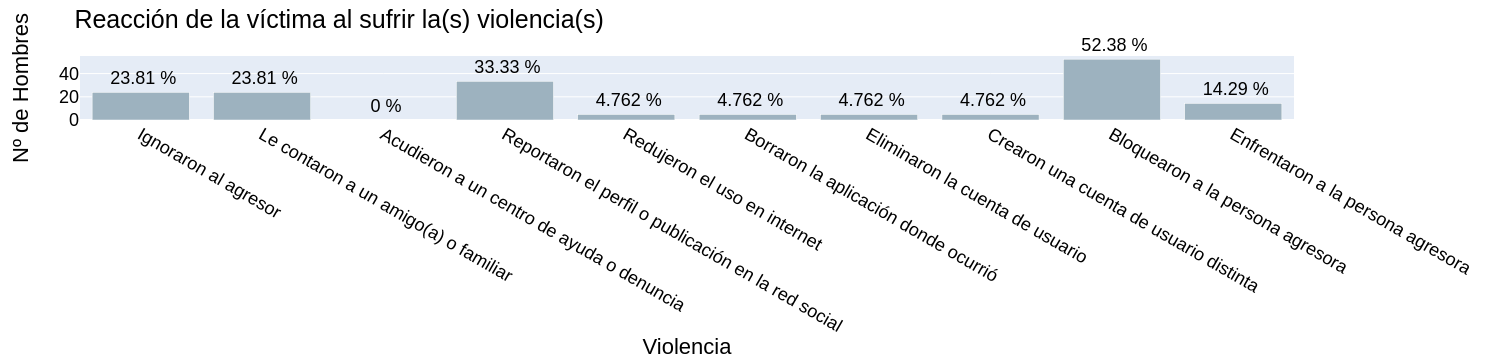 Reacción de la víctima al sufrir la(s) violencia(s)
Nº de Hombres
40
20
0
23.81 %
23.81 %
0 %
33.33 %
4.762 %
4.762 %
4.762 %
4.762 %
52.38 %
14.29 %
Ignoraron al agresor
Le contaron a un amigo(a) o familiar
Acudieron a un centro de ayuda o denuncia
Reportaron el perfil o publicación en la red social
Redujeron el uso en internet
Borraron la aplicación donde ocurrió
Eliminaron la cuenta de usuario
Crearon una cuenta de usuario distinta
Bloquearon a la persona agresora
Enfrentaron a la persona agresora
Violencia